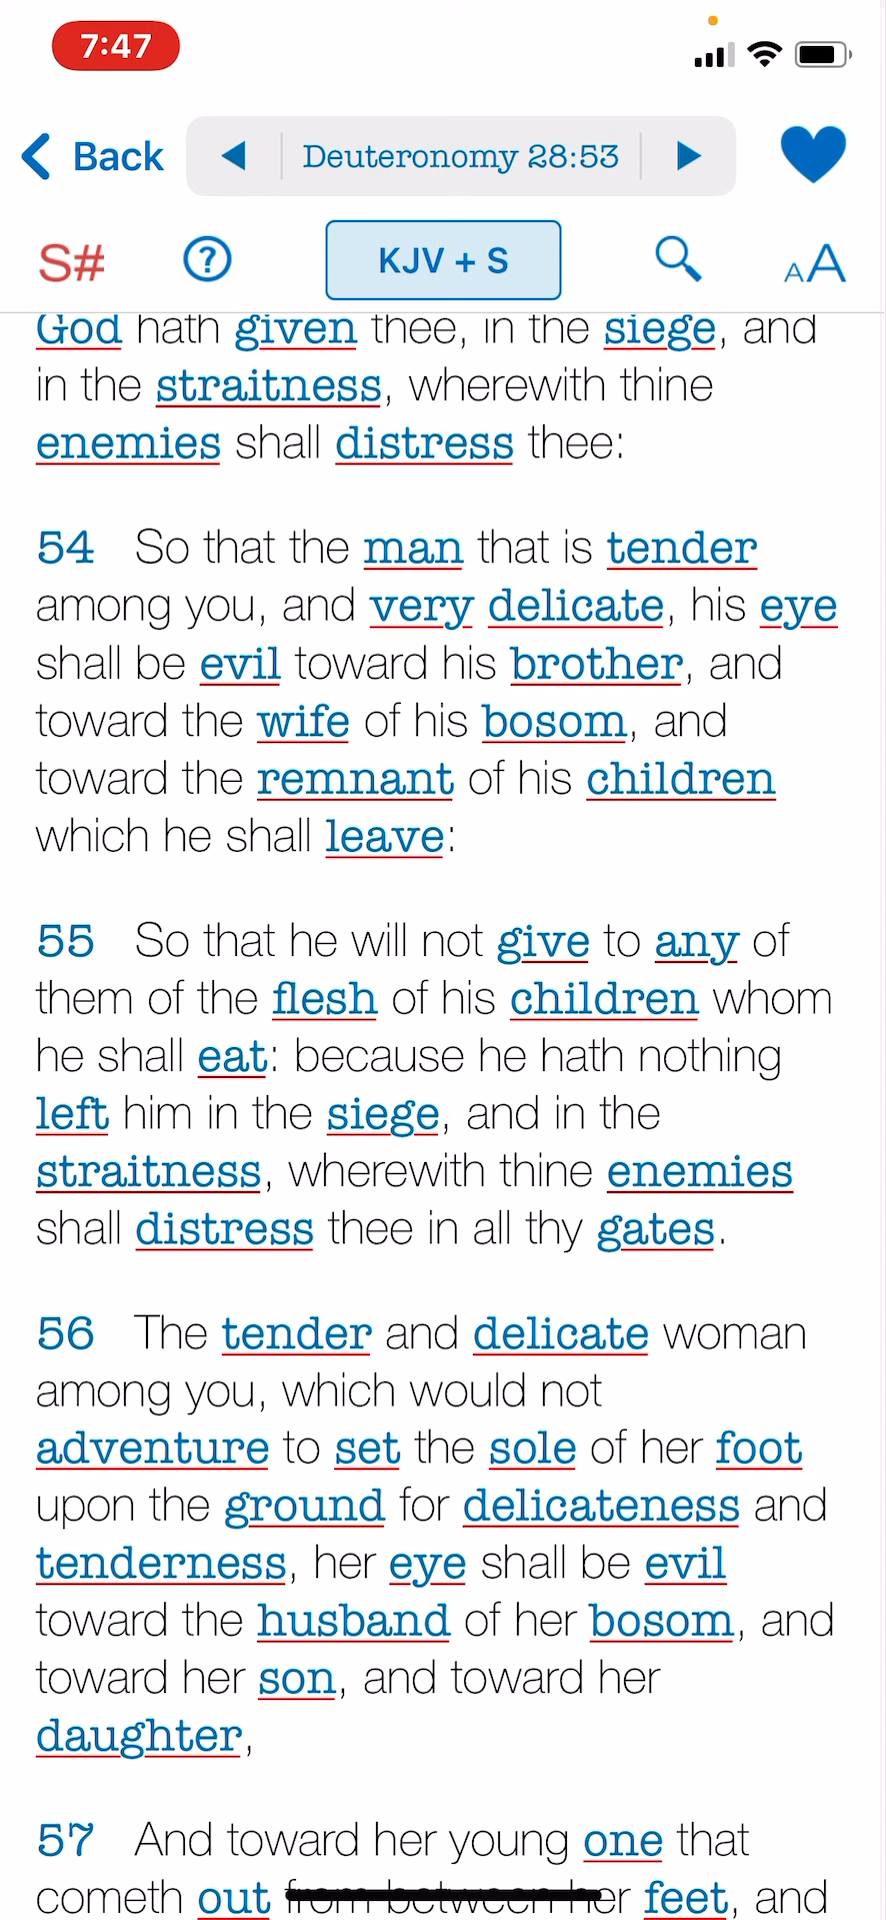 7:47
Back
Deuteronomy 28:53
S# ? KJV + S AA
God hath given thee, in the siege, and
in the straitness, wherewith thine
enemies shall distress thee:
54 So that the man that is tender
among you, and very delicate, his eye
shall be evil toward his brother, and
toward the wife of his bosom, and
toward the remnant of his children
which he shall leave:
55 So that he will not give to any of
them of the flesh of his children whom
he shall eat: because he hath nothing
left him in the siege, and in the
straitness, wherewith thine enemies
shall distress thee in all thy gates.
56 The tender and delicate woman
among you, which would not
adventure to set the sole of her foot
upon the ground for delicateness and
tenderness, her eye shall be evil
toward the husband of her bosom, and
toward her son, and toward her
daughter,
57 And toward her young one that
cometh out from between her feet, and